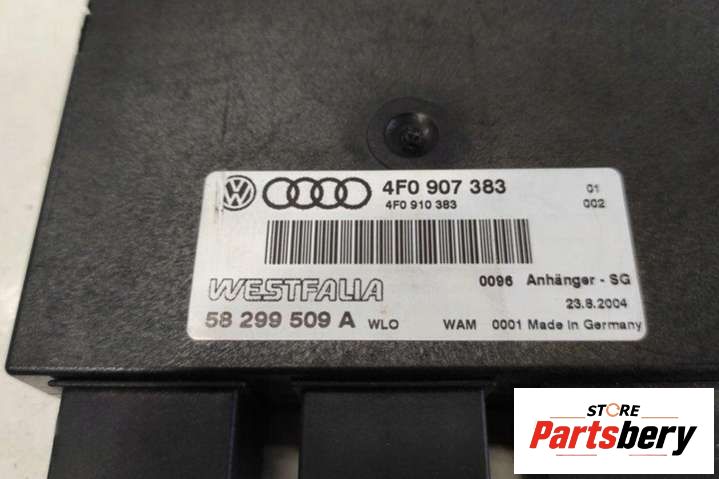 4F0 907 383 01
4F0 910 383 002
WESTFALIA 0096 Anhänger - SG
23.8.2004
58 299 509 A WLO WAM 0001 Made in Germany
STORE
Partsbery